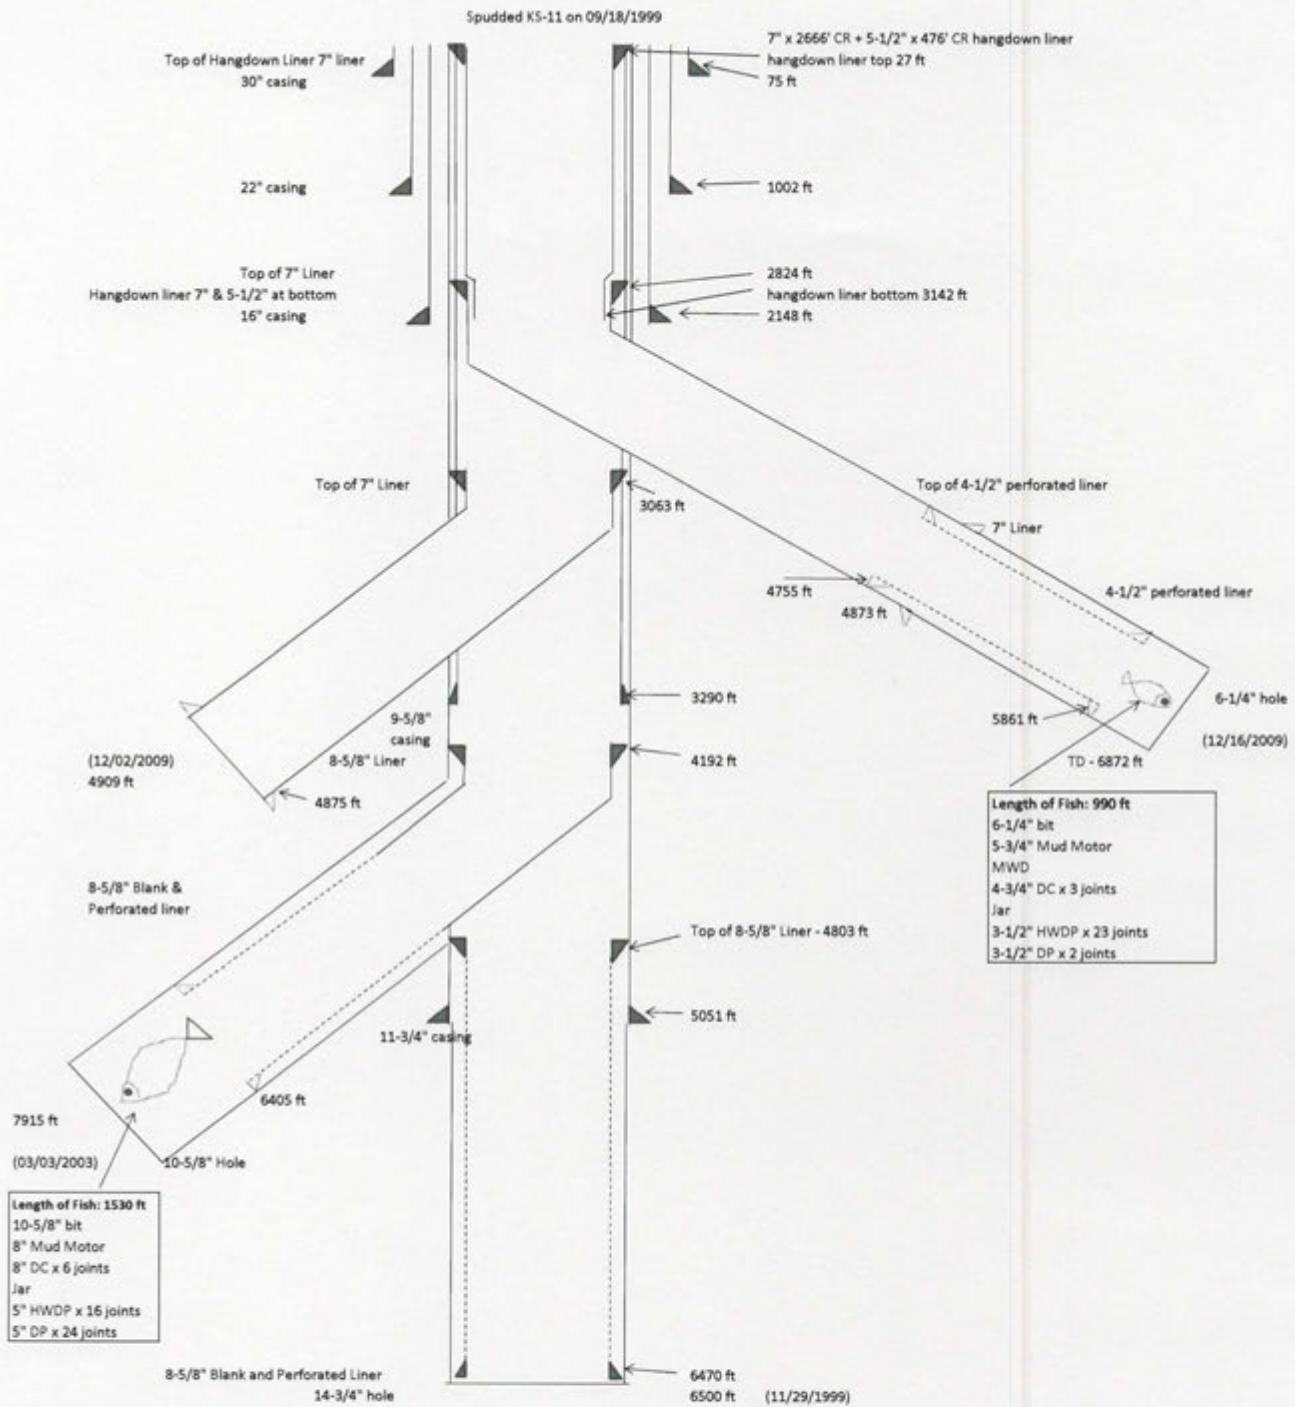 Spudded KS-11 on 09/18/1999
7" x 2666' CR + 5-1/2" x 476' CR hangdown liner
Top of Hangdown Liner 7" liner
hangdown liner top 27 ft
30" casing
75 ft
22" casing
1002 ft
Top of 7" Liner
2824 ft
Hangdown liner 7" & 5-1/2" at bottom
hangdown liner bottom 3142 ft
16" casing
2148 ft
Top of 7" Liner
3063 ft
Top of 4-1/2" perforated liner
7" Liner
4755 ft
4873 ft
4-1/2" perforated liner
3290 ft
5861 ft
6-1/4" hole
(12/16/2009)
TD - 6872 ft
9-5/8"
casing
8-5/8" Liner
4192 ft
(12/02/2009)
4909 ft
4875 ft
Length of Fish: 990 ft
6-1/4" bit
5-3/4" Mud Motor
MWD
4-3/4" DC x 3 joints
Jar
3-1/2" HWDP x 23 joints
3-1/2" DP x 2 joints
8-5/8" Blank &
Perforated liner
Top of 8-5/8" Liner - 4803 ft
5051 ft
11-3/4" casing
6405 ft
7915 ft
(03/03/2003)
10-5/8" Hole
Length of Fish: 1530 ft
10-5/8" bit
8" Mud Motor
8" DC x 6 joints
Jar
5" HWDP x 16 joints
5" DP x 24 joints
8-5/8" Blank and Perforated Liner
6470 ft
14-3/4" hole
6500 ft (11/29/1999)